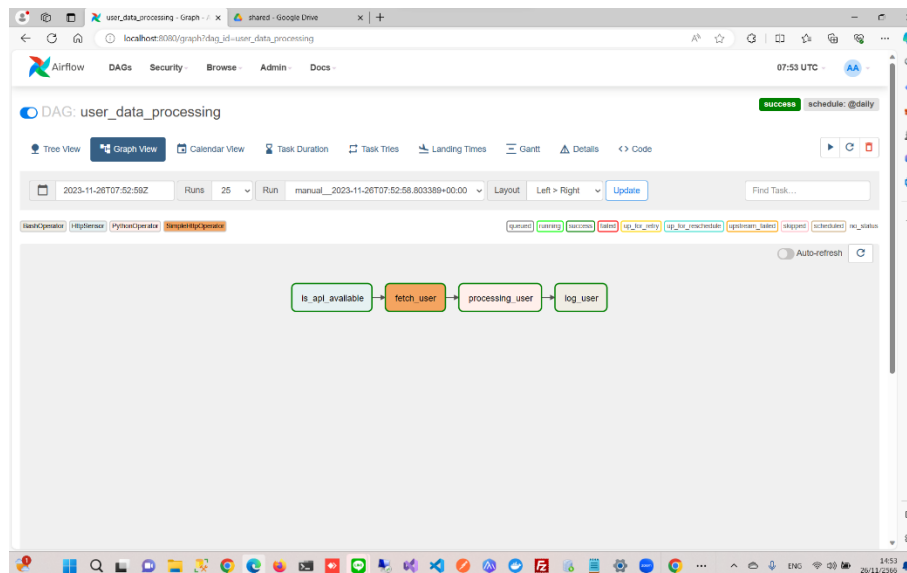 user_data_processing - Graph - A
shared - Google Drive
localhost:8080/graph?dag_id=user_data_processing
Airflow DAGs Security Browse Admin Docs 07:53 UTC AA
DAG: user_data_processing success schedule: @daily
Tree View Graph View Calendar View Task Duration Task Tries Landing Times Gantt Details <> Code
2023-11-26T07:52:59Z Runs 25 Run manual__2023-11-26T07:52:58.803389+00:00 Layout Left > Right Update Find Task...
BashOperator HttpSensor PythonOperator SimpleHttpOperator queued running success failed up_for_retry up_for_reschedule upstream_failed skipped scheduled no_status
Auto-refresh
is_api_available fetch_user processing_user log_user
ENG 14:53
26/11/2566